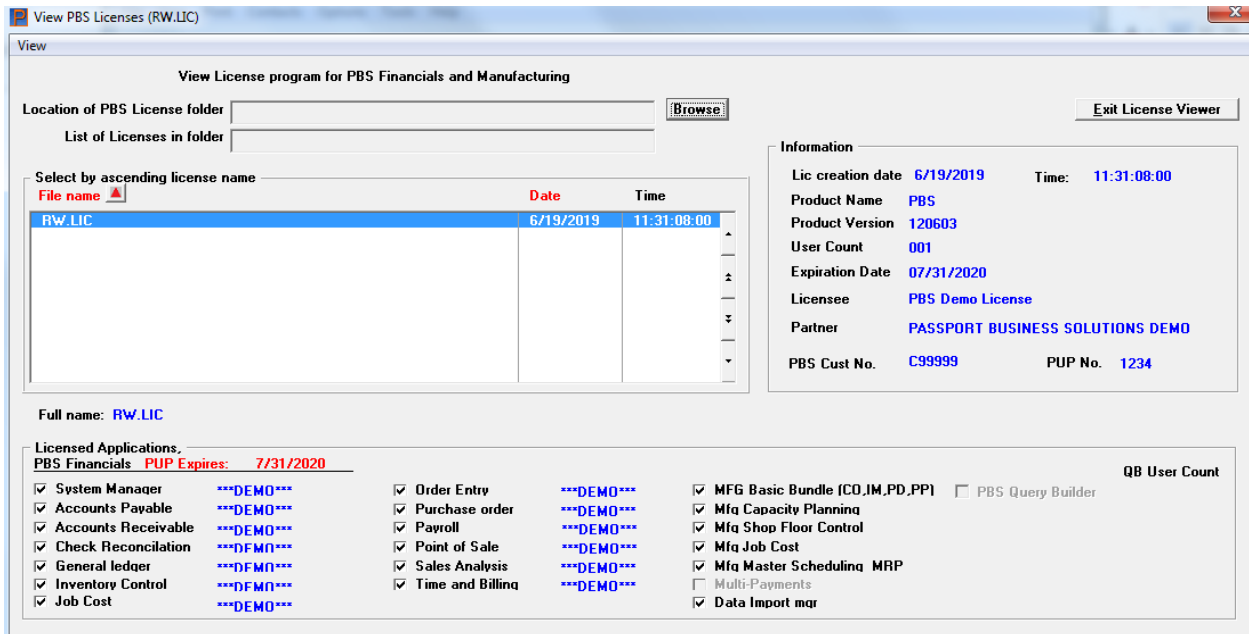 View PBS Licenses (RW.LIC)
View
View License program for PBS Financials and Manufacturing
Location of PBS License folder Browse Exit License Viewer
List of Licenses in folder
Information
Select by ascending license name
File name Date Time
RW.LIC 6/19/2019 11:31:08:00
Lic creation date 6/19/2019 Time: 11:31:08:00
Product Name PBS
Product Version 120603
User Count 001
Expiration Date 07/31/2020
Licensee PBS Demo License
Partner PASSPORT BUSINESS SOLUTIONS DEMO
PBS Cust No. C99999 PUP No. 1234
Full name: RW.LIC
Licensed Applications,
PBS Financials PUP Expires: 7/31/2020
QB User Count
System Manager ***DEMO*** Order Entry ***DEMO*** MFG Basic Bundle (CO,IM,PD,PP) PBS Query Builder
Accounts Payable ***DEMO*** Purchase order ***DEMO*** Mfg Capacity Planning
Accounts Receivable ***DEMO*** Payroll ***DEMO*** Mfg Shop Floor Control
Check Reconcilation ***DEMO*** Point of Sale ***DEMO*** Mfg Job Cost
General ledger ***DEMO*** Sales Analysis ***DEMO*** Mfg Master Scheduling MRP
Inventory Control ***DEMO*** Time and Billing ***DEMO*** Multi-Payments
Job Cost ***DEMO*** Data Import mgr